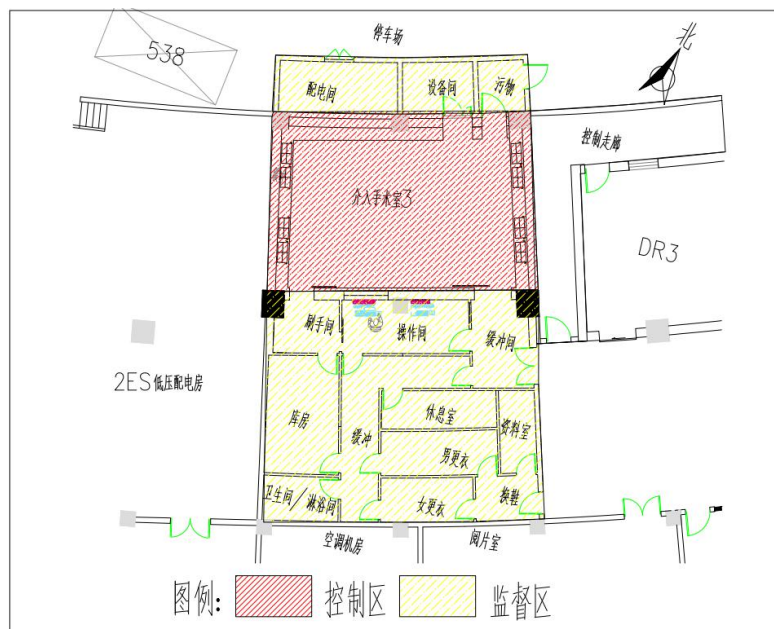 停车场
538
北
配电间
设备间
污物
控制走廊
介入手术室3
DR3
刷手间
操作间
缓冲间
2ES低压配电房
库房
缓冲
休息室
资料室
男更衣
卫生间/淋浴间
女更衣
换鞋
空调机房
阅片室
图例:
控制区
监督区